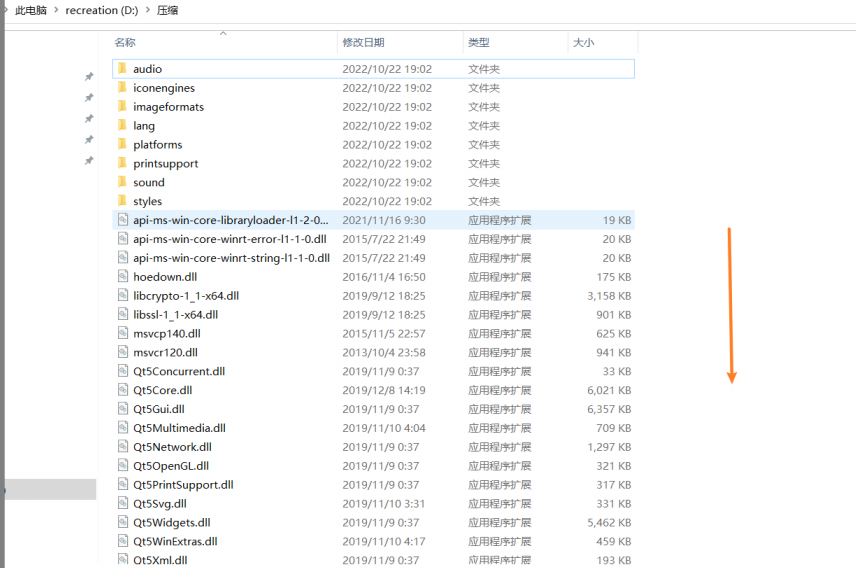 此电脑 > recreation (D:) > 压缩
名称 修改日期 类型 大小
audio 2022/10/22 19:02 文件夹
iconengines 2022/10/22 19:02 文件夹
imageformats 2022/10/22 19:02 文件夹
lang 2022/10/22 19:02 文件夹
platforms 2022/10/22 19:02 文件夹
printsupport 2022/10/22 19:02 文件夹
sound 2022/10/22 19:02 文件夹
styles 2022/10/22 19:02 文件夹
api-ms-win-core-libraryloader-l1-2-0... 2021/11/16 9:30 应用程序扩展 19 KB
api-ms-win-core-winrt-error-l1-1-0.dll 2015/7/22 21:49 应用程序扩展 20 KB
api-ms-win-core-winrt-string-l1-1-0.dll 2015/7/22 21:49 应用程序扩展 20 KB
hoedown.dll 2016/11/4 16:50 应用程序扩展 175 KB
libcrypto-1_1-x64.dll 2019/9/12 18:25 应用程序扩展 3,158 KB
libssl-1_1-x64.dll 2019/9/12 18:25 应用程序扩展 901 KB
msvcp140.dll 2015/11/5 22:57 应用程序扩展 625 KB
msvcr120.dll 2013/10/4 23:58 应用程序扩展 941 KB
Qt5Concurrent.dll 2019/11/9 0:37 应用程序扩展 33 KB
Qt5Core.dll 2019/12/8 14:19 应用程序扩展 6,021 KB
Qt5Gui.dll 2019/11/9 0:37 应用程序扩展 6,357 KB
Qt5Multimedia.dll 2019/11/10 4:04 应用程序扩展 709 KB
Qt5Network.dll 2019/11/9 0:37 应用程序扩展 1,297 KB
Qt5OpenGL.dll 2019/11/9 0:37 应用程序扩展 321 KB
Qt5PrintSupport.dll 2019/11/9 0:37 应用程序扩展 317 KB
Qt5Svg.dll 2019/11/10 3:31 应用程序扩展 331 KB
Qt5Widgets.dll 2019/11/9 0:37 应用程序扩展 5,462 KB
Qt5WinExtras.dll 2019/11/10 4:17 应用程序扩展 459 KB
Qt5Xml.dll 2019/11/9 0:37 应用程序扩展 193 KB